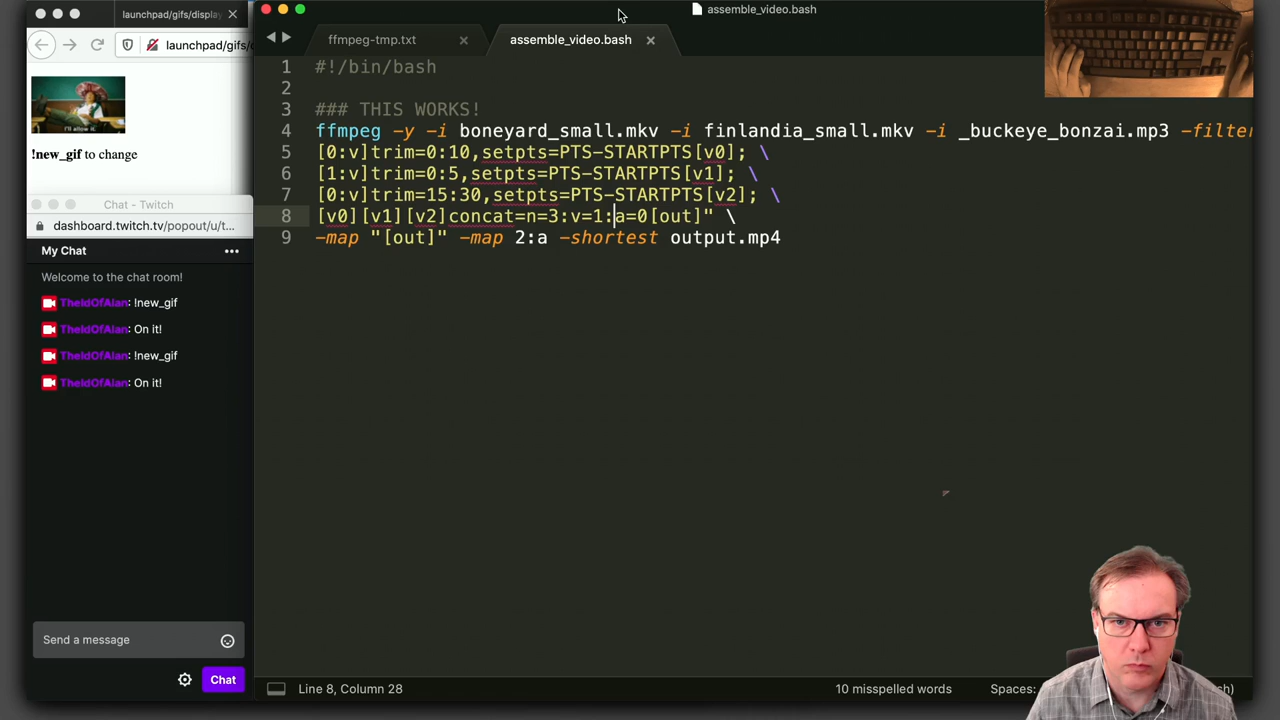 launchpad/gifs/display
launchpad/gifs/
I'll allow it.
!new_gif to change
Chat - Twitch
dashboard.twitch.tv/popout/u/t...
My Chat
Welcome to the chat room!
TheIdOfAlan: !new_gif
TheIdOfAlan: On it!
TheIdOfAlan: !new_gif
TheIdOfAlan: On it!
Send a message
Chat
assemble_video.bash
ffmpeg-tmp.txt
assemble_video.bash
1 #!/bin/bash
2
3 ### THIS WORKS!
4 ffmpeg -y -i boneyard_small.mkv -i finlandia_small.mkv -i _buckeye_bonzai.mp3 -filter
5 [0:v]trim=0:10,setpts=PTS-STARTPTS[v0]; \
6 [1:v]trim=0:5,setpts=PTS-STARTPTS[v1]; \
7 [0:v]trim=15:30,setpts=PTS-STARTPTS[v2]; \
8 [v0][v1][v2]concat=n=3:v=1:a=0[out]" \
9 -map "[out]" -map 2:a -shortest output.mp4
Line 8, Column 28
10 misspelled words
Spaces: